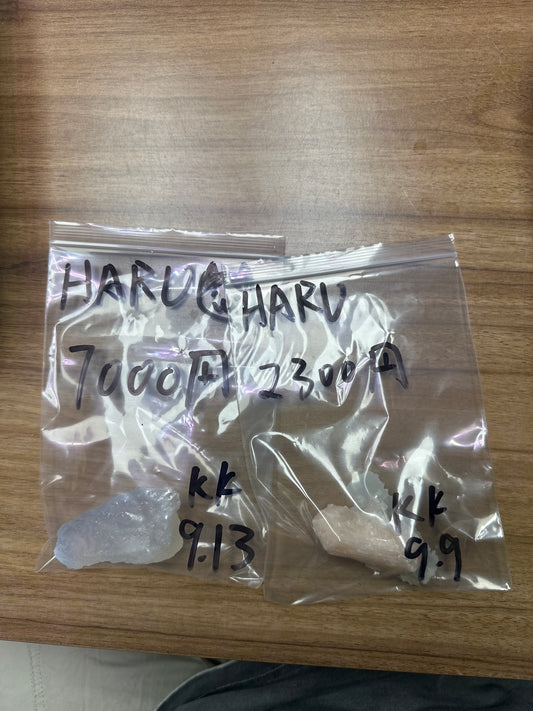 HARU
7000円
KK
9.13
HARU
2300円
KK
9.9